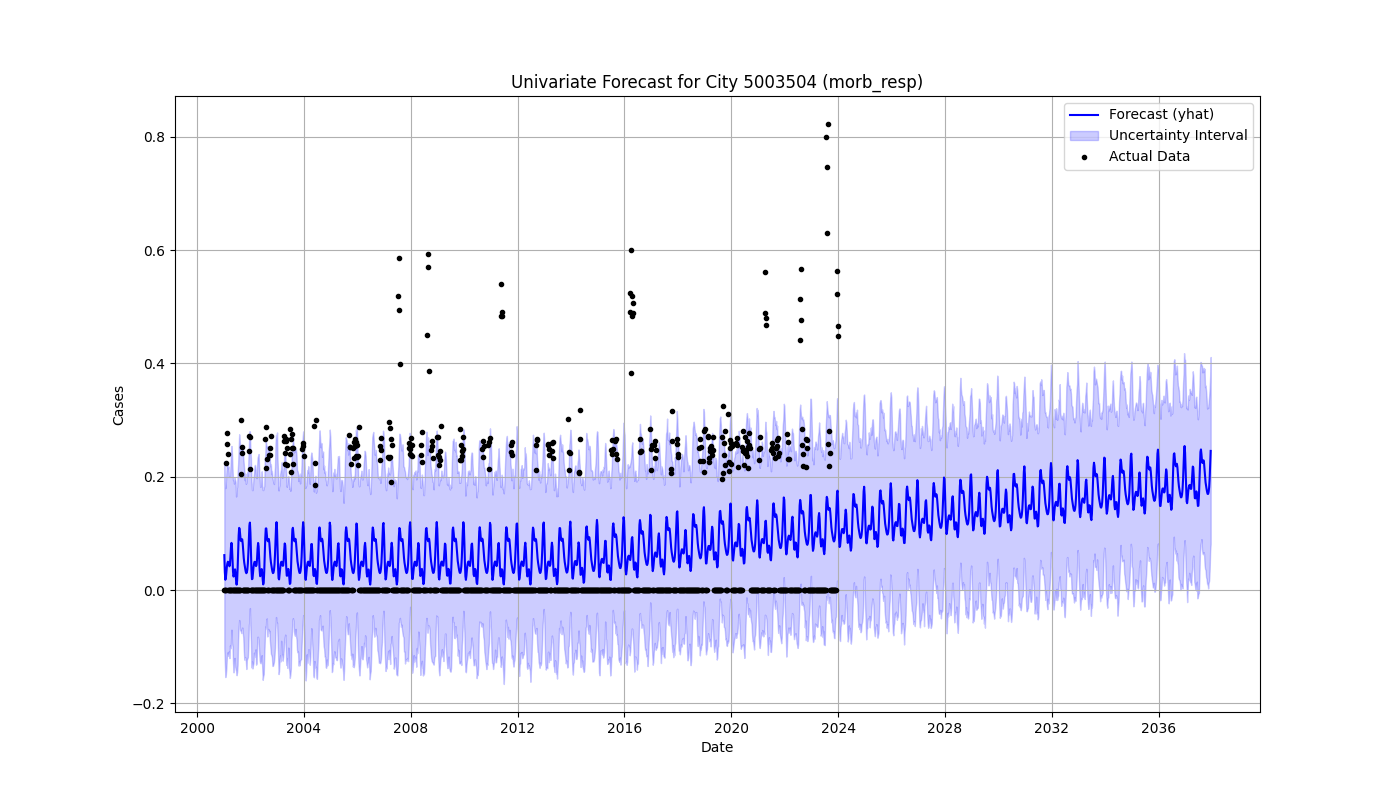 Univariate Forecast for City 5003504 (morb_resp)
Forecast (yhat)
Uncertainty Interval
Actual Data
Cases
0.8
0.6
0.4
0.2
0.0
−0.2
2000 2004 2008 2012 2016 2020 2024 2028 2032 2036
Date